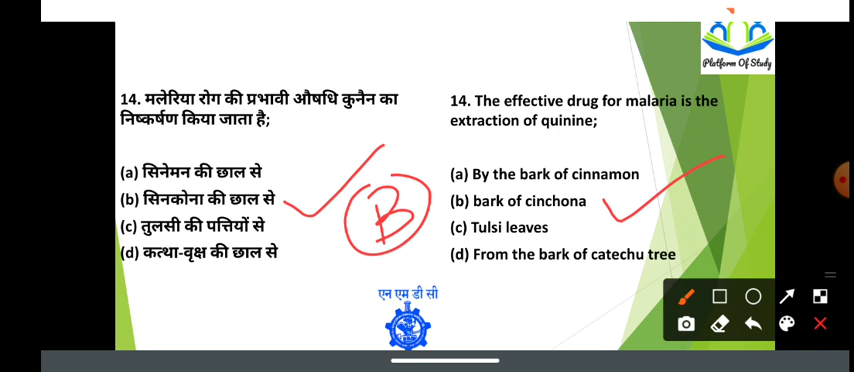 Platform Of Study
14. मलेरिया रोग की प्रभावी औषधि कुनैन का
निष्कर्षण किया जाता है;
(a) सिनेमन की छाल से
(b) सिनकोना की छाल से
(c) तुलसी की पत्तियों से
(d) कत्था-वृक्ष की छाल से
B
14. The effective drug for malaria is the
extraction of quinine;
(a) By the bark of cinnamon
(b) bark of cinchona
(c) Tulsi leaves
(d) From the bark of catechu tree
एन एम डी सी